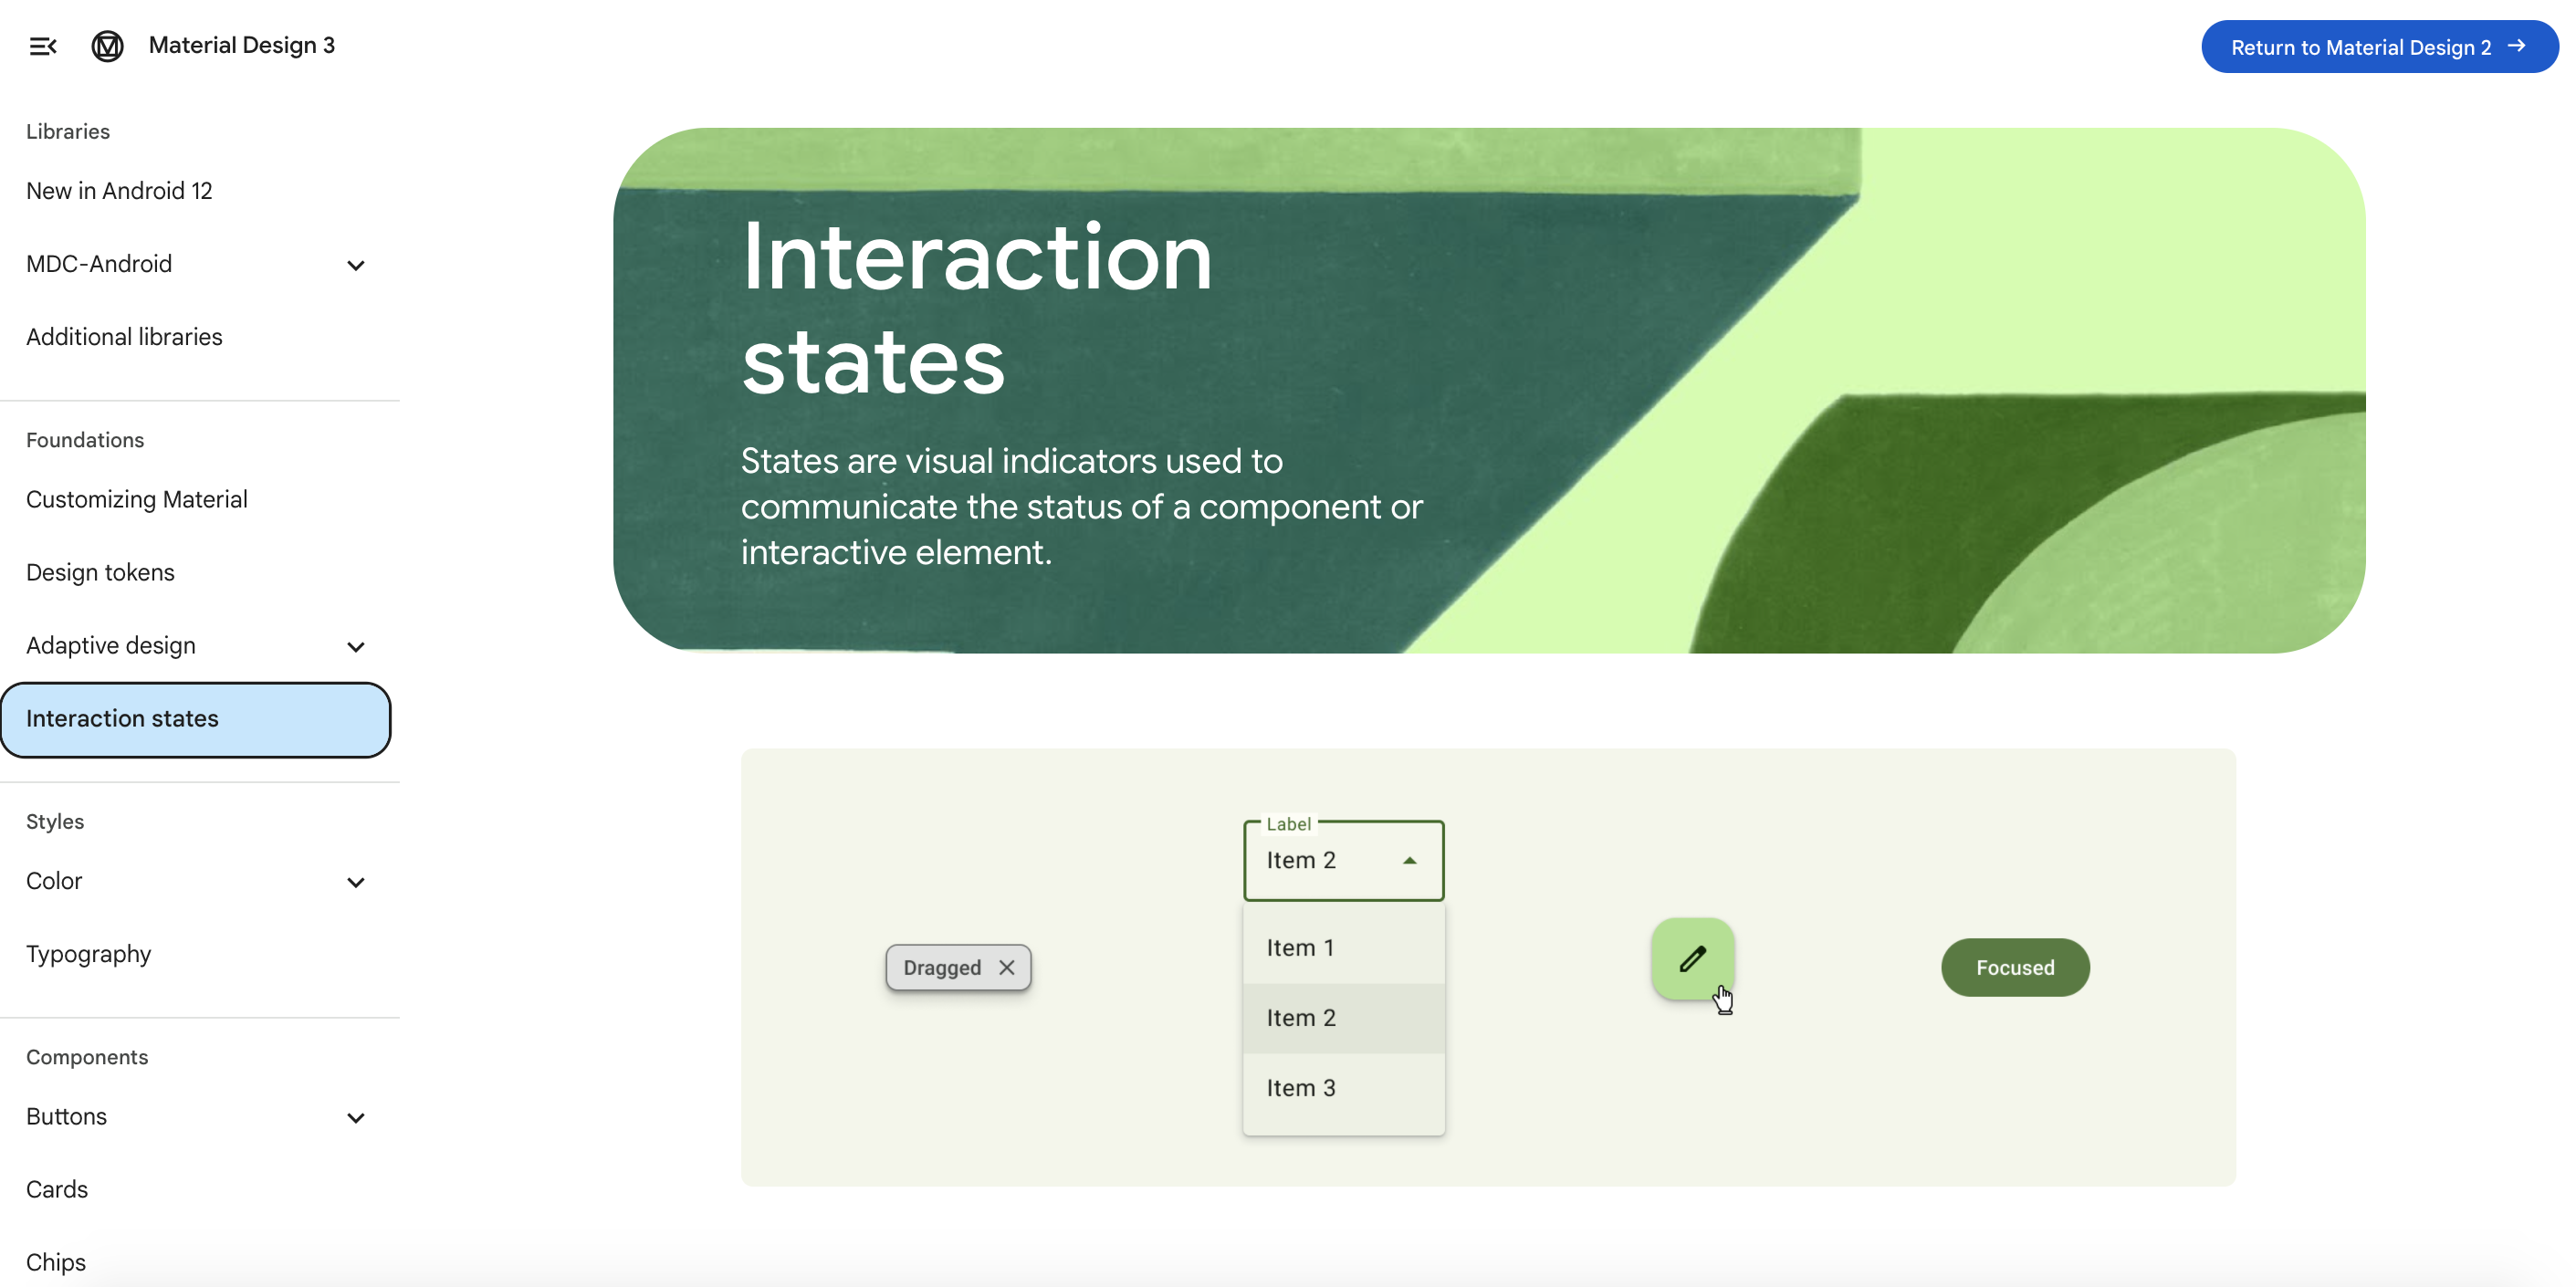 Material Design 3
Return to Material Design 2
Libraries
New in Android 12
MDC-Android
Additional libraries
Foundations
Customizing Material
Design tokens
Adaptive design
Interaction states
Styles
Color
Typography
Components
Buttons
Cards
Chips
Interaction
states
States are visual indicators used to
communicate the status of a component or
interactive element.
Dragged
Label
Item 2
Item 1
Item 2
Item 3
Focused